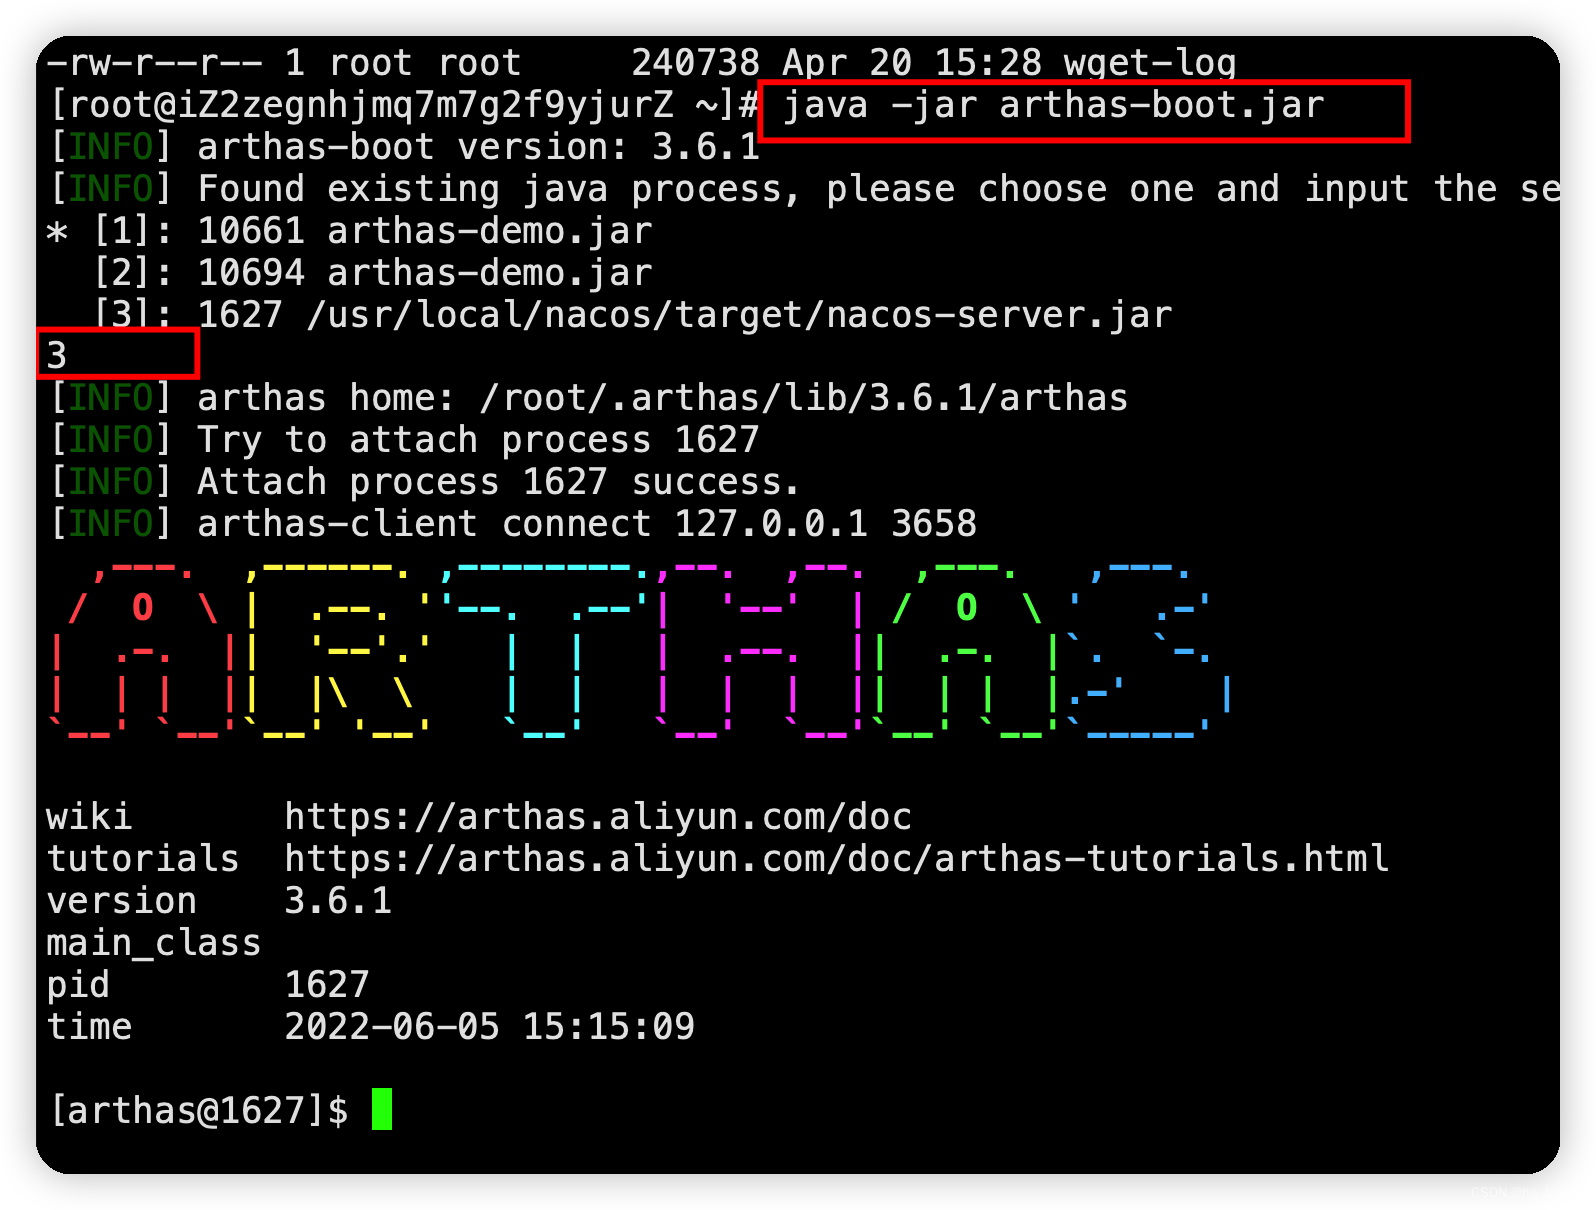 -rw-r--r-- 1 root root     240738 Apr 20 15:28 wget-log
[root@iZ2zegnhjmq7m7g2f9yjurZ ~]# java -jar arthas-boot.jar
[INFO] arthas-boot version: 3.6.1
[INFO] Found existing java process, please choose one and input the se
* [1]: 10661 arthas-demo.jar
  [2]: 10694 arthas-demo.jar
  [3]: 1627 /usr/local/nacos/target/nacos-server.jar
3
[INFO] arthas home: /root/.arthas/lib/3.6.1/arthas
[INFO] Try to attach process 1627
[INFO] Attach process 1627 success.
[INFO] arthas-client connect 127.0.0.1 3658
ARTHAS
wiki       https://arthas.aliyun.com/doc
tutorials  https://arthas.aliyun.com/doc/arthas-tutorials.html
version    3.6.1
main_class
pid        1627
time       2022-06-05 15:15:09
[arthas@1627]$